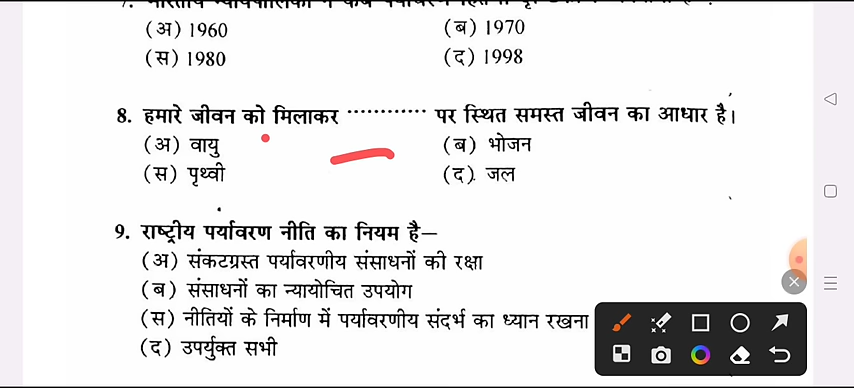 (अ) 1960 (ब) 1970
(स) 1980 (द) 1998
8. हमारे जीवन को मिलाकर ............ पर स्थित समस्त जीवन का आधार है।
(अ) वायु (ब) भोजन
(स) पृथ्वी (द) जल
9. राष्ट्रीय पर्यावरण नीति का नियम है—
(अ) संकटग्रस्त पर्यावरणीय संसाधनों की रक्षा
(ब) संसाधनों का न्यायोचित उपयोग
(स) नीतियों के निर्माण में पर्यावरणीय संदर्भ का ध्यान रखना
(द) उपर्युक्त सभी